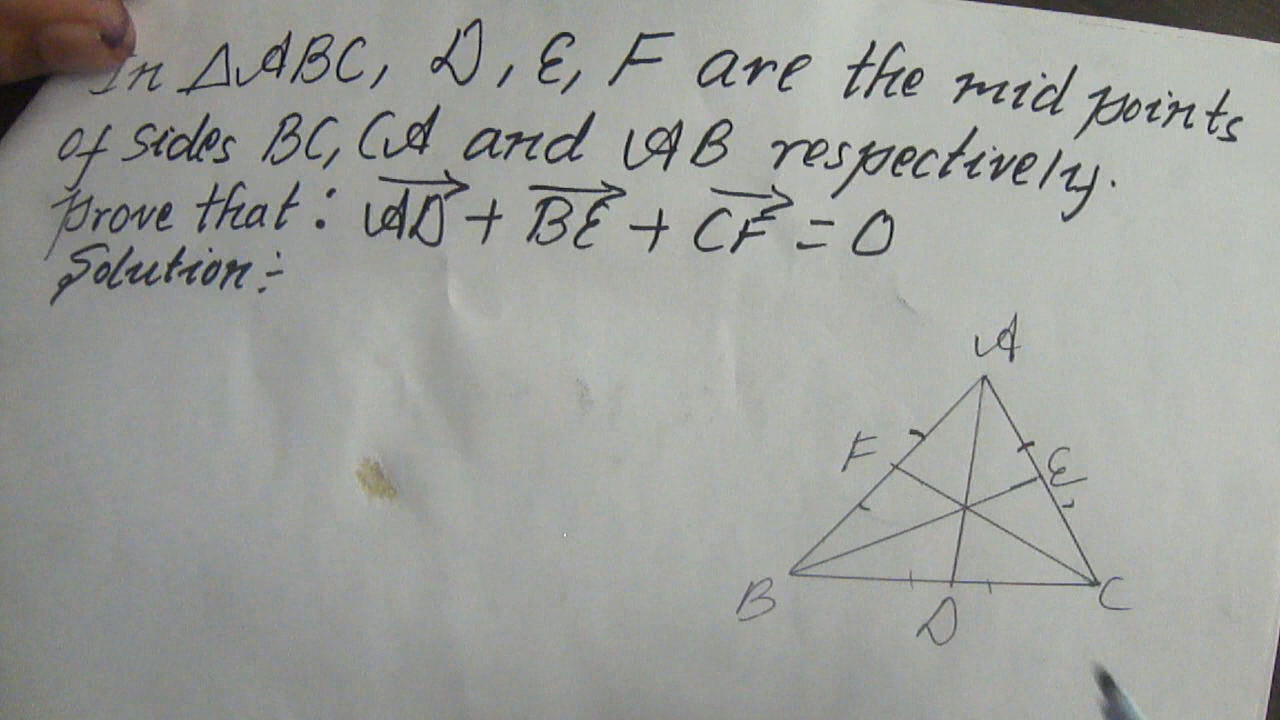 In △ABC, D, E, F are the mid points
of sides BC, CA and AB respectively.
prove that: →AD + →BE + →CF = 0
Solution:-
A
F
E
B
D
C